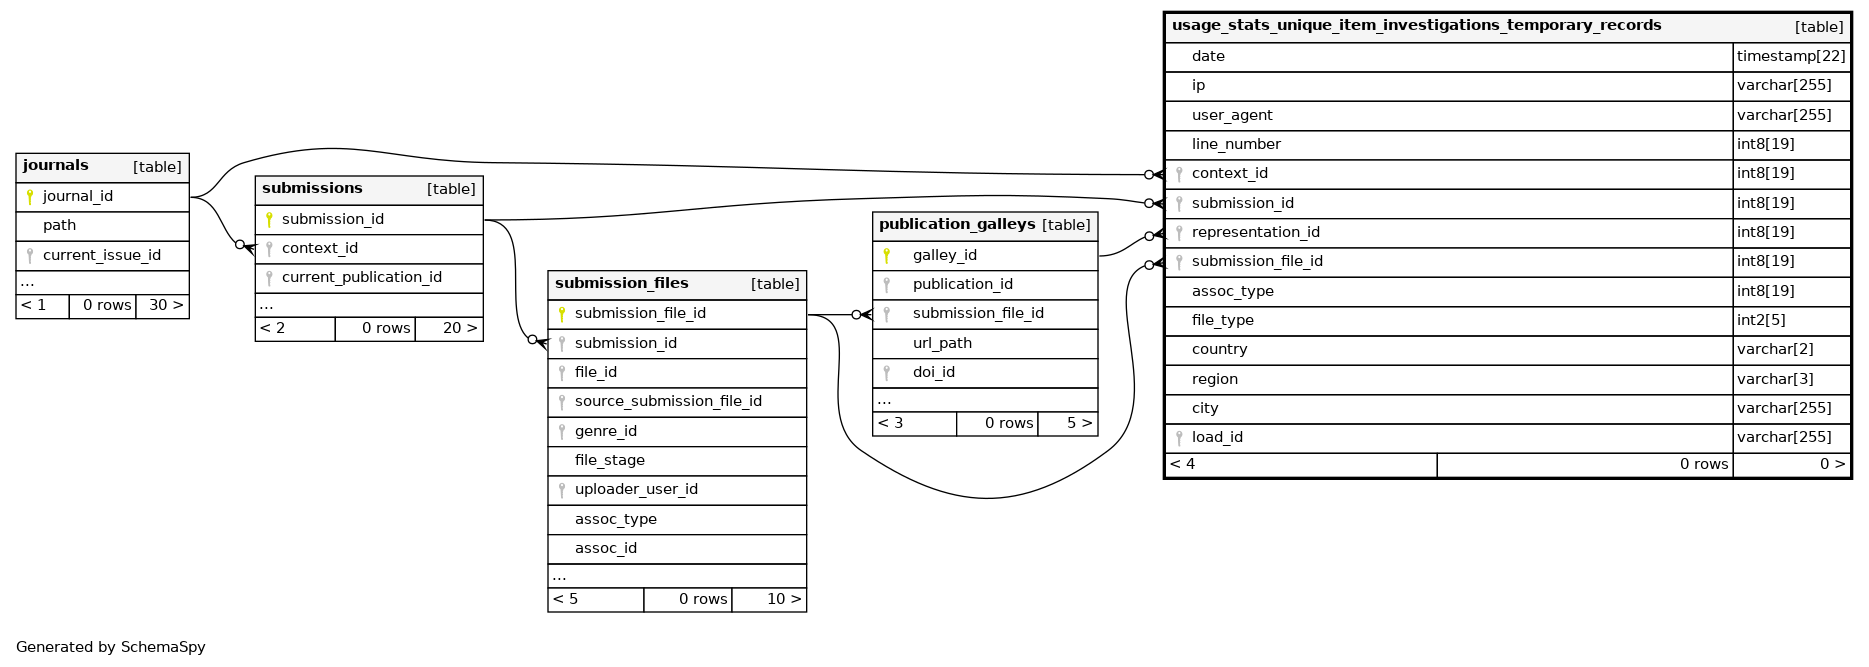 journals [table]
journal_id
path
current_issue_id
...
< 1 0 rows 30 >
submissions [table]
submission_id
context_id
current_publication_id
...
< 2 0 rows 20 >
submission_files [table]
submission_file_id
submission_id
file_id
source_submission_file_id
genre_id
file_stage
uploader_user_id
assoc_type
assoc_id
...
< 5 0 rows 10 >
publication_galleys [table]
galley_id
publication_id
submission_file_id
url_path
doi_id
...
< 3 0 rows 5 >
usage_stats_unique_item_investigations_temporary_records [table]
date timestamp[22]
ip varchar[255]
user_agent varchar[255]
line_number int8[19]
context_id int8[19]
submission_id int8[19]
representation_id int8[19]
submission_file_id int8[19]
assoc_type int8[19]
file_type int2[5]
country varchar[2]
region varchar[3]
city varchar[255]
load_id varchar[255]
< 4 0 rows 0 >
Generated by SchemaSpy